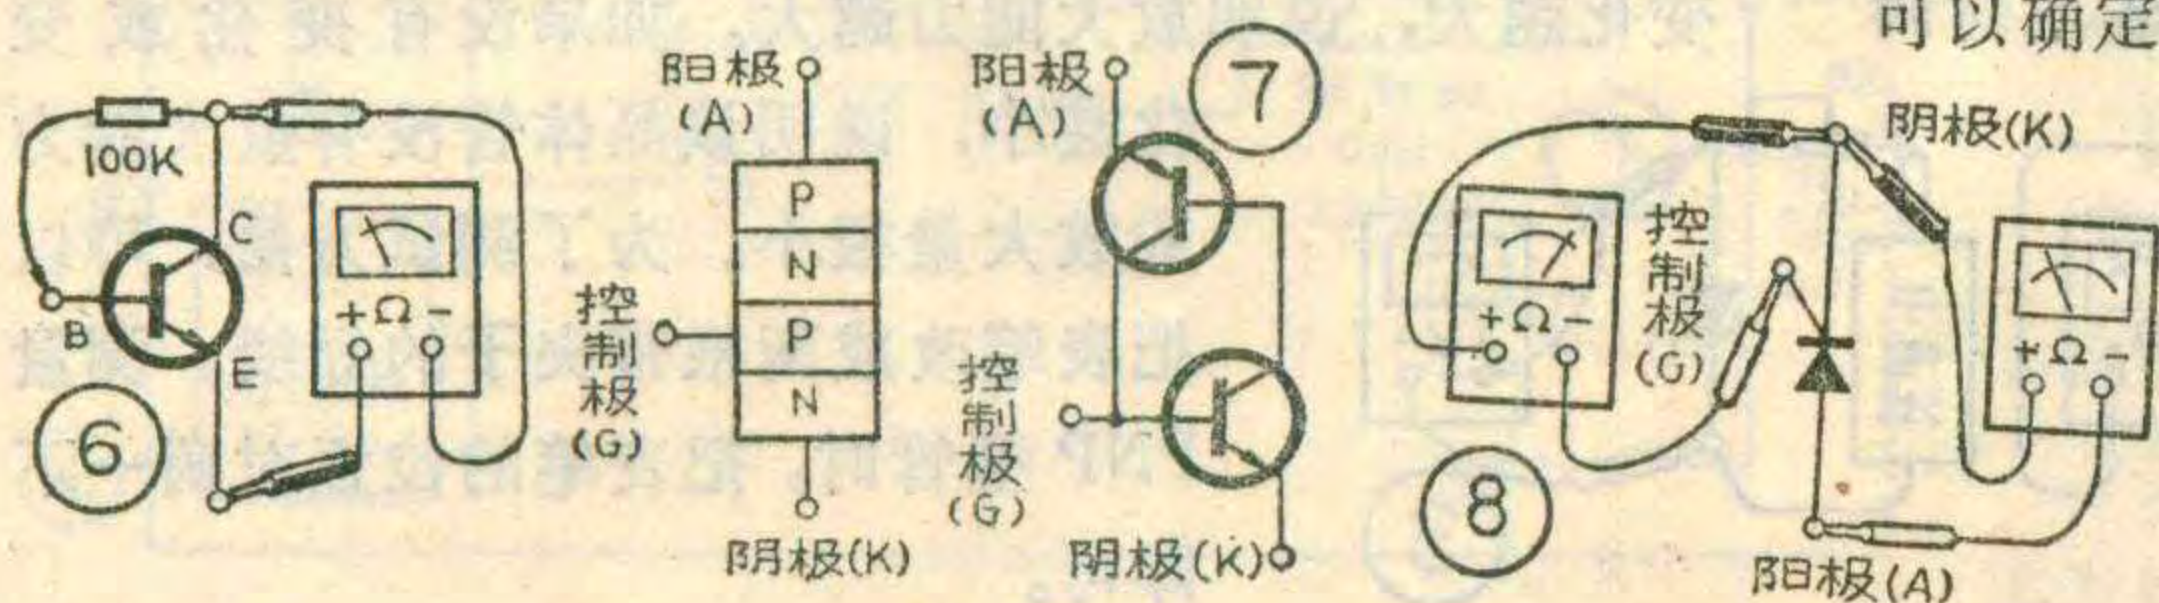 可以确定
100K
C
B
E
+ Ω -
6
阳极
(A)
P
N
P
N
控制极
(G)
阴极(K)
阳极
(A)
7
控制极
(G)
阴极(K)
阴极(K)
+ Ω -
控制极
(G)
+ Ω -
8
阳极(A)